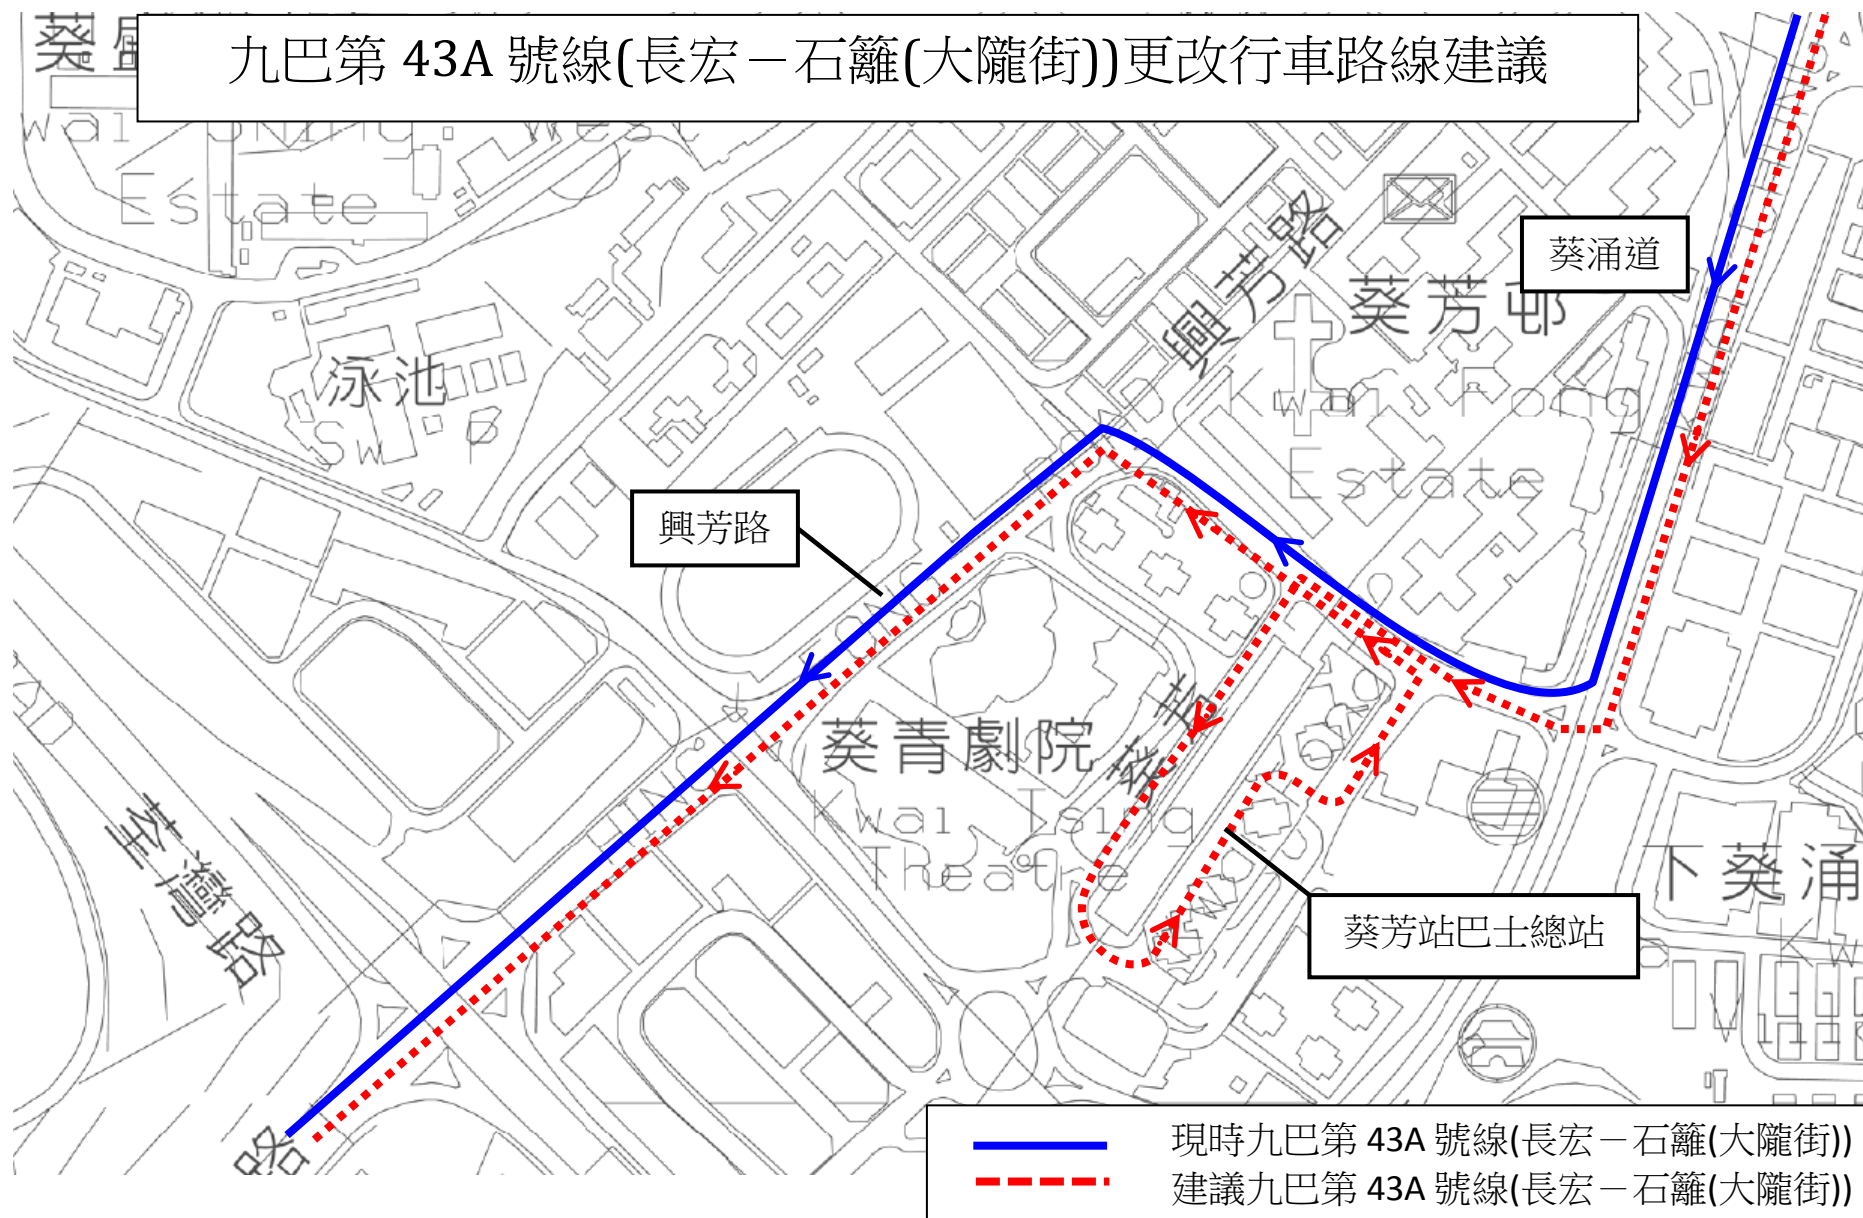 九巴第 43A 號線(長宏－石籬(大隴街))更改行車路線建議
Estate
葵涌道
興芳路
葵芳邨
Kwai Fong
Estate
泳池
SW P
興芳路
葵青劇院
Kwai Tsing
Theatre
荃灣路
下葵涌
葵芳站巴士總站
路
現時九巴第 43A 號線(長宏－石籬(大隴街))
建議九巴第 43A 號線(長宏－石籬(大隴街))